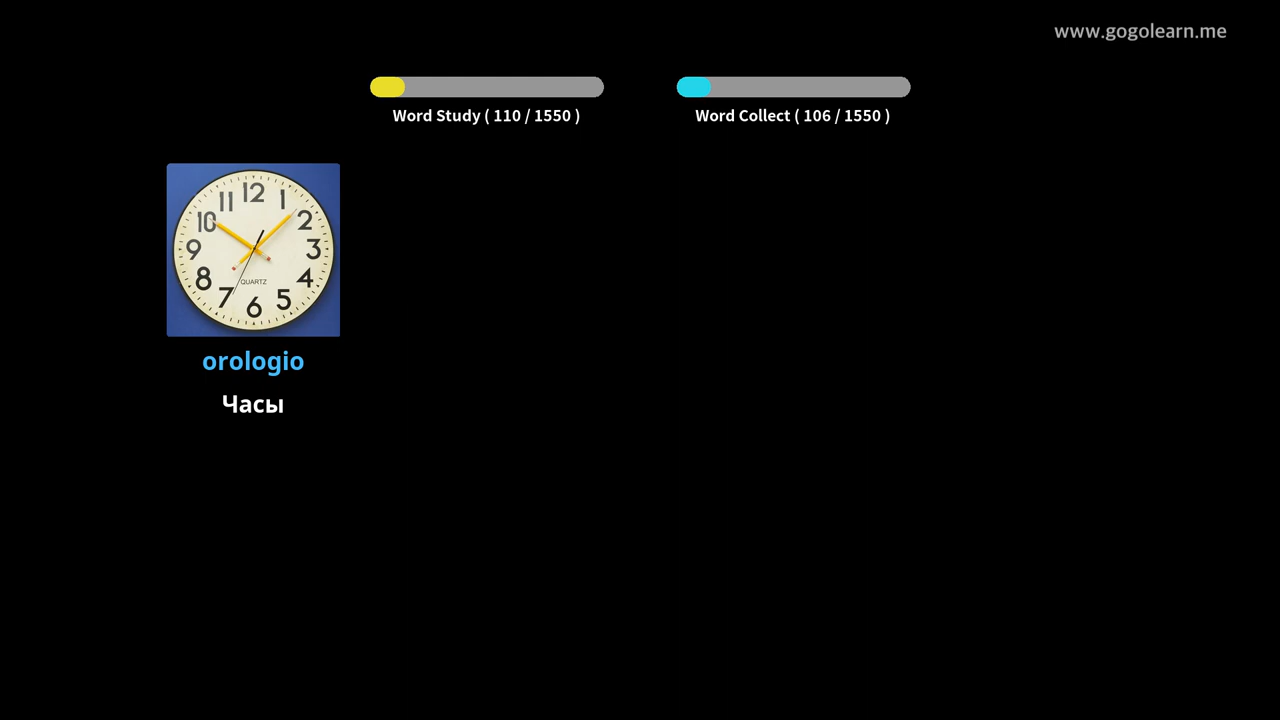 www.gogolearn.me
Word Study ( 110 / 1550 )
Word Collect ( 106 / 1550 )
12
11
1
10
2
9
3
8
4
QUARTZ
7
5
6
orologio
Часы